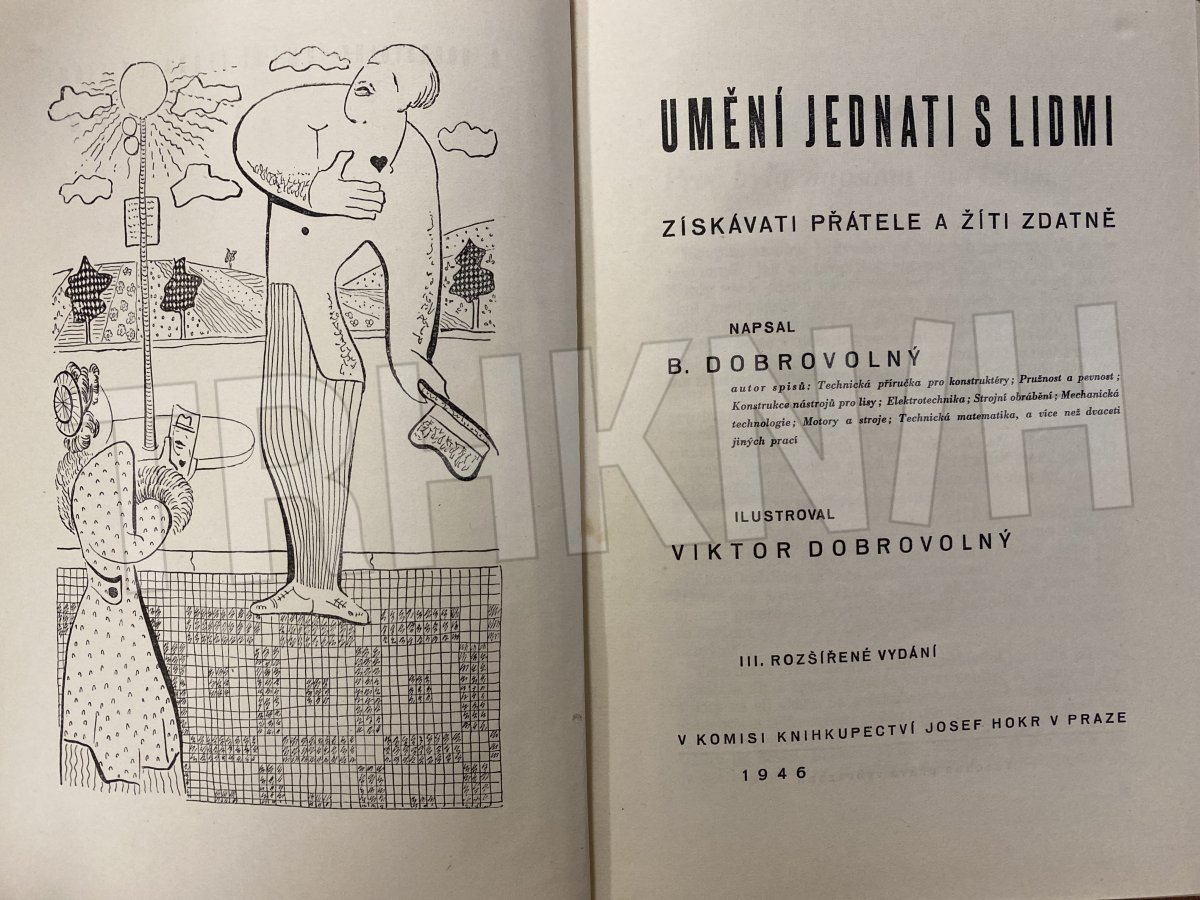 UMĚNÍ JEDNATI S LIDMI
ZÍSKÁVATI PŘÁTELE A ŽÍTI ZDATNĚ
NAPSAL
B. DOBROVOLNÝ
autor spisů: Technická příručka pro konstruktéry; Pružnost a pevnost;
Konstrukce nástrojů pro lisy; Elektrotechnika; Strojní obrábění; Mechanická
technologie; Motory a stroje; Technická matematika, a více než dvaceti
jiných prací
ILUSTROVAL
VIKTOR DOBROVOLNÝ
III. ROZŠÍŘENÉ VYDÁNÍ
V KOMISI KNIHKUPECTVÍ JOSEF HOKR V PRAZE
1946
TRHKNIH